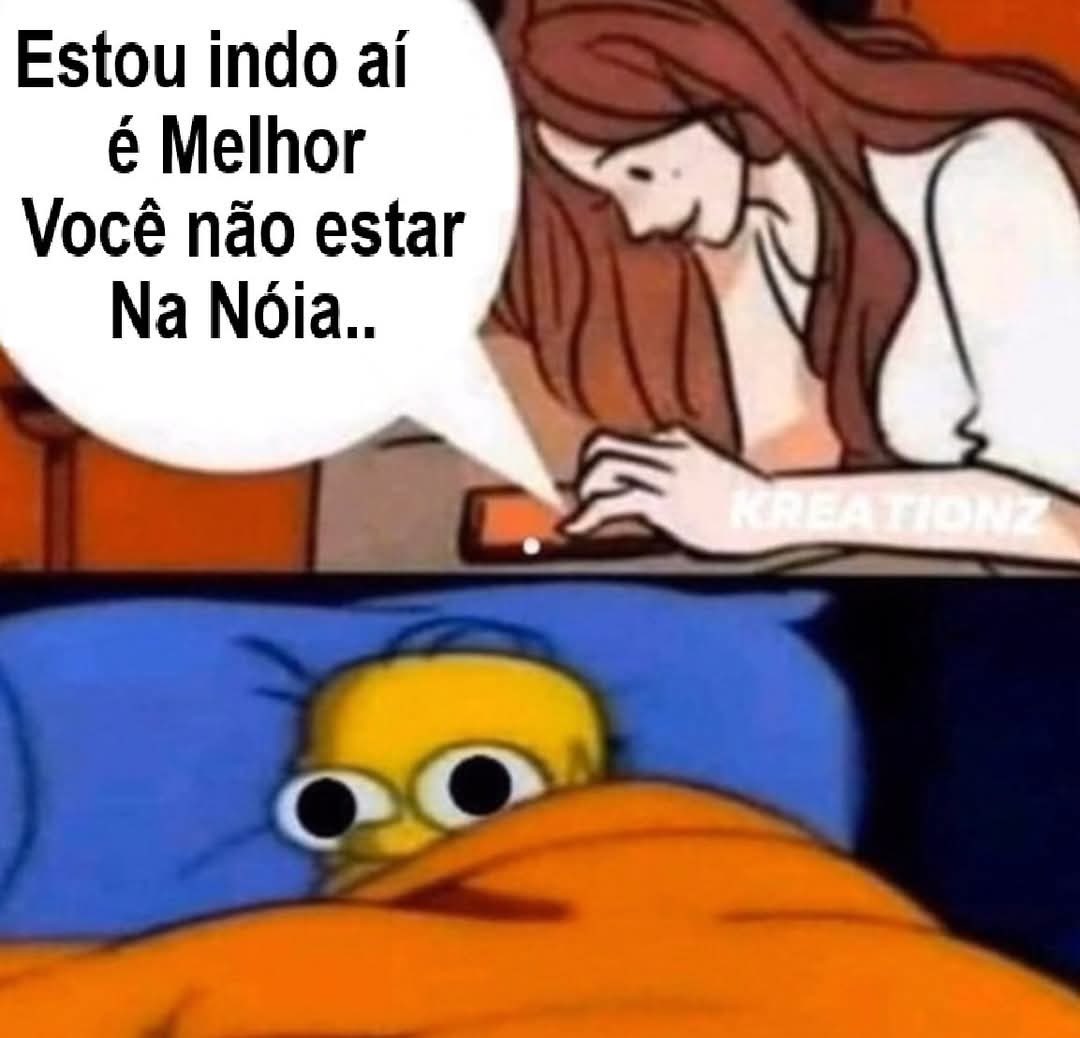 Estou indo aí
é Melhor
Você não estar
Na Nóia..
KREATIONZ